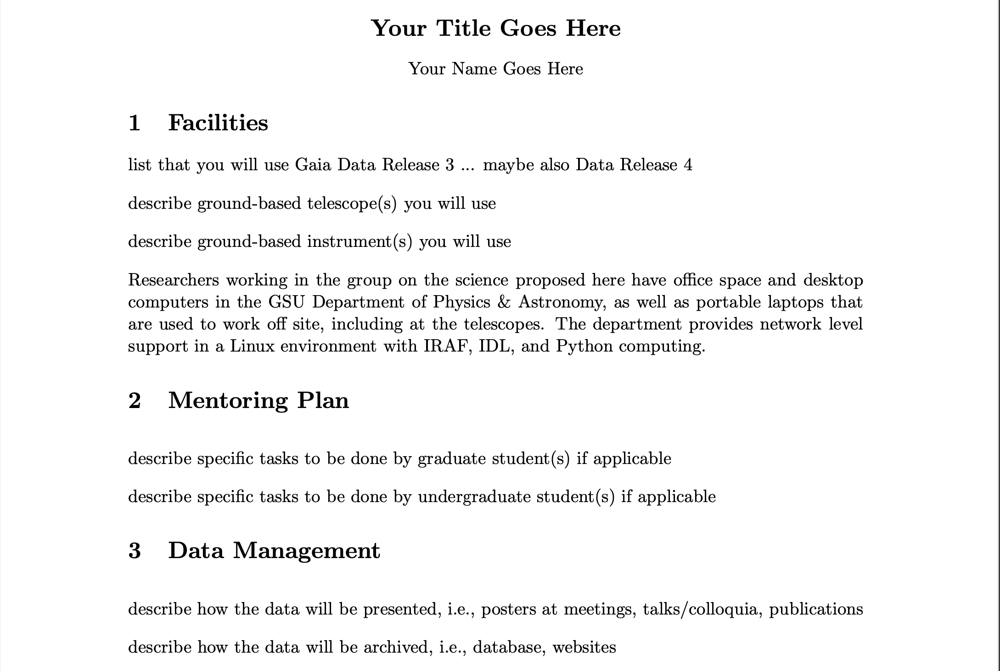 Your Title Goes Here
Your Name Goes Here
1 Facilities
list that you will use Gaia Data Release 3 ... maybe also Data Release 4
describe ground-based telescope(s) you will use
describe ground-based instrument(s) you will use
Researchers working in the group on the science proposed here have office space and desktop
computers in the GSU Department of Physics & Astronomy, as well as portable laptops that
are used to work off site, including at the telescopes. The department provides network level
support in a Linux environment with IRAF, IDL, and Python computing.
2 Mentoring Plan
describe specific tasks to be done by graduate student(s) if applicable
describe specific tasks to be done by undergraduate student(s) if applicable
3 Data Management
describe how the data will be presented, i.e., posters at meetings, talks/colloquia, publications
describe how the data will be archived, i.e., database, websites